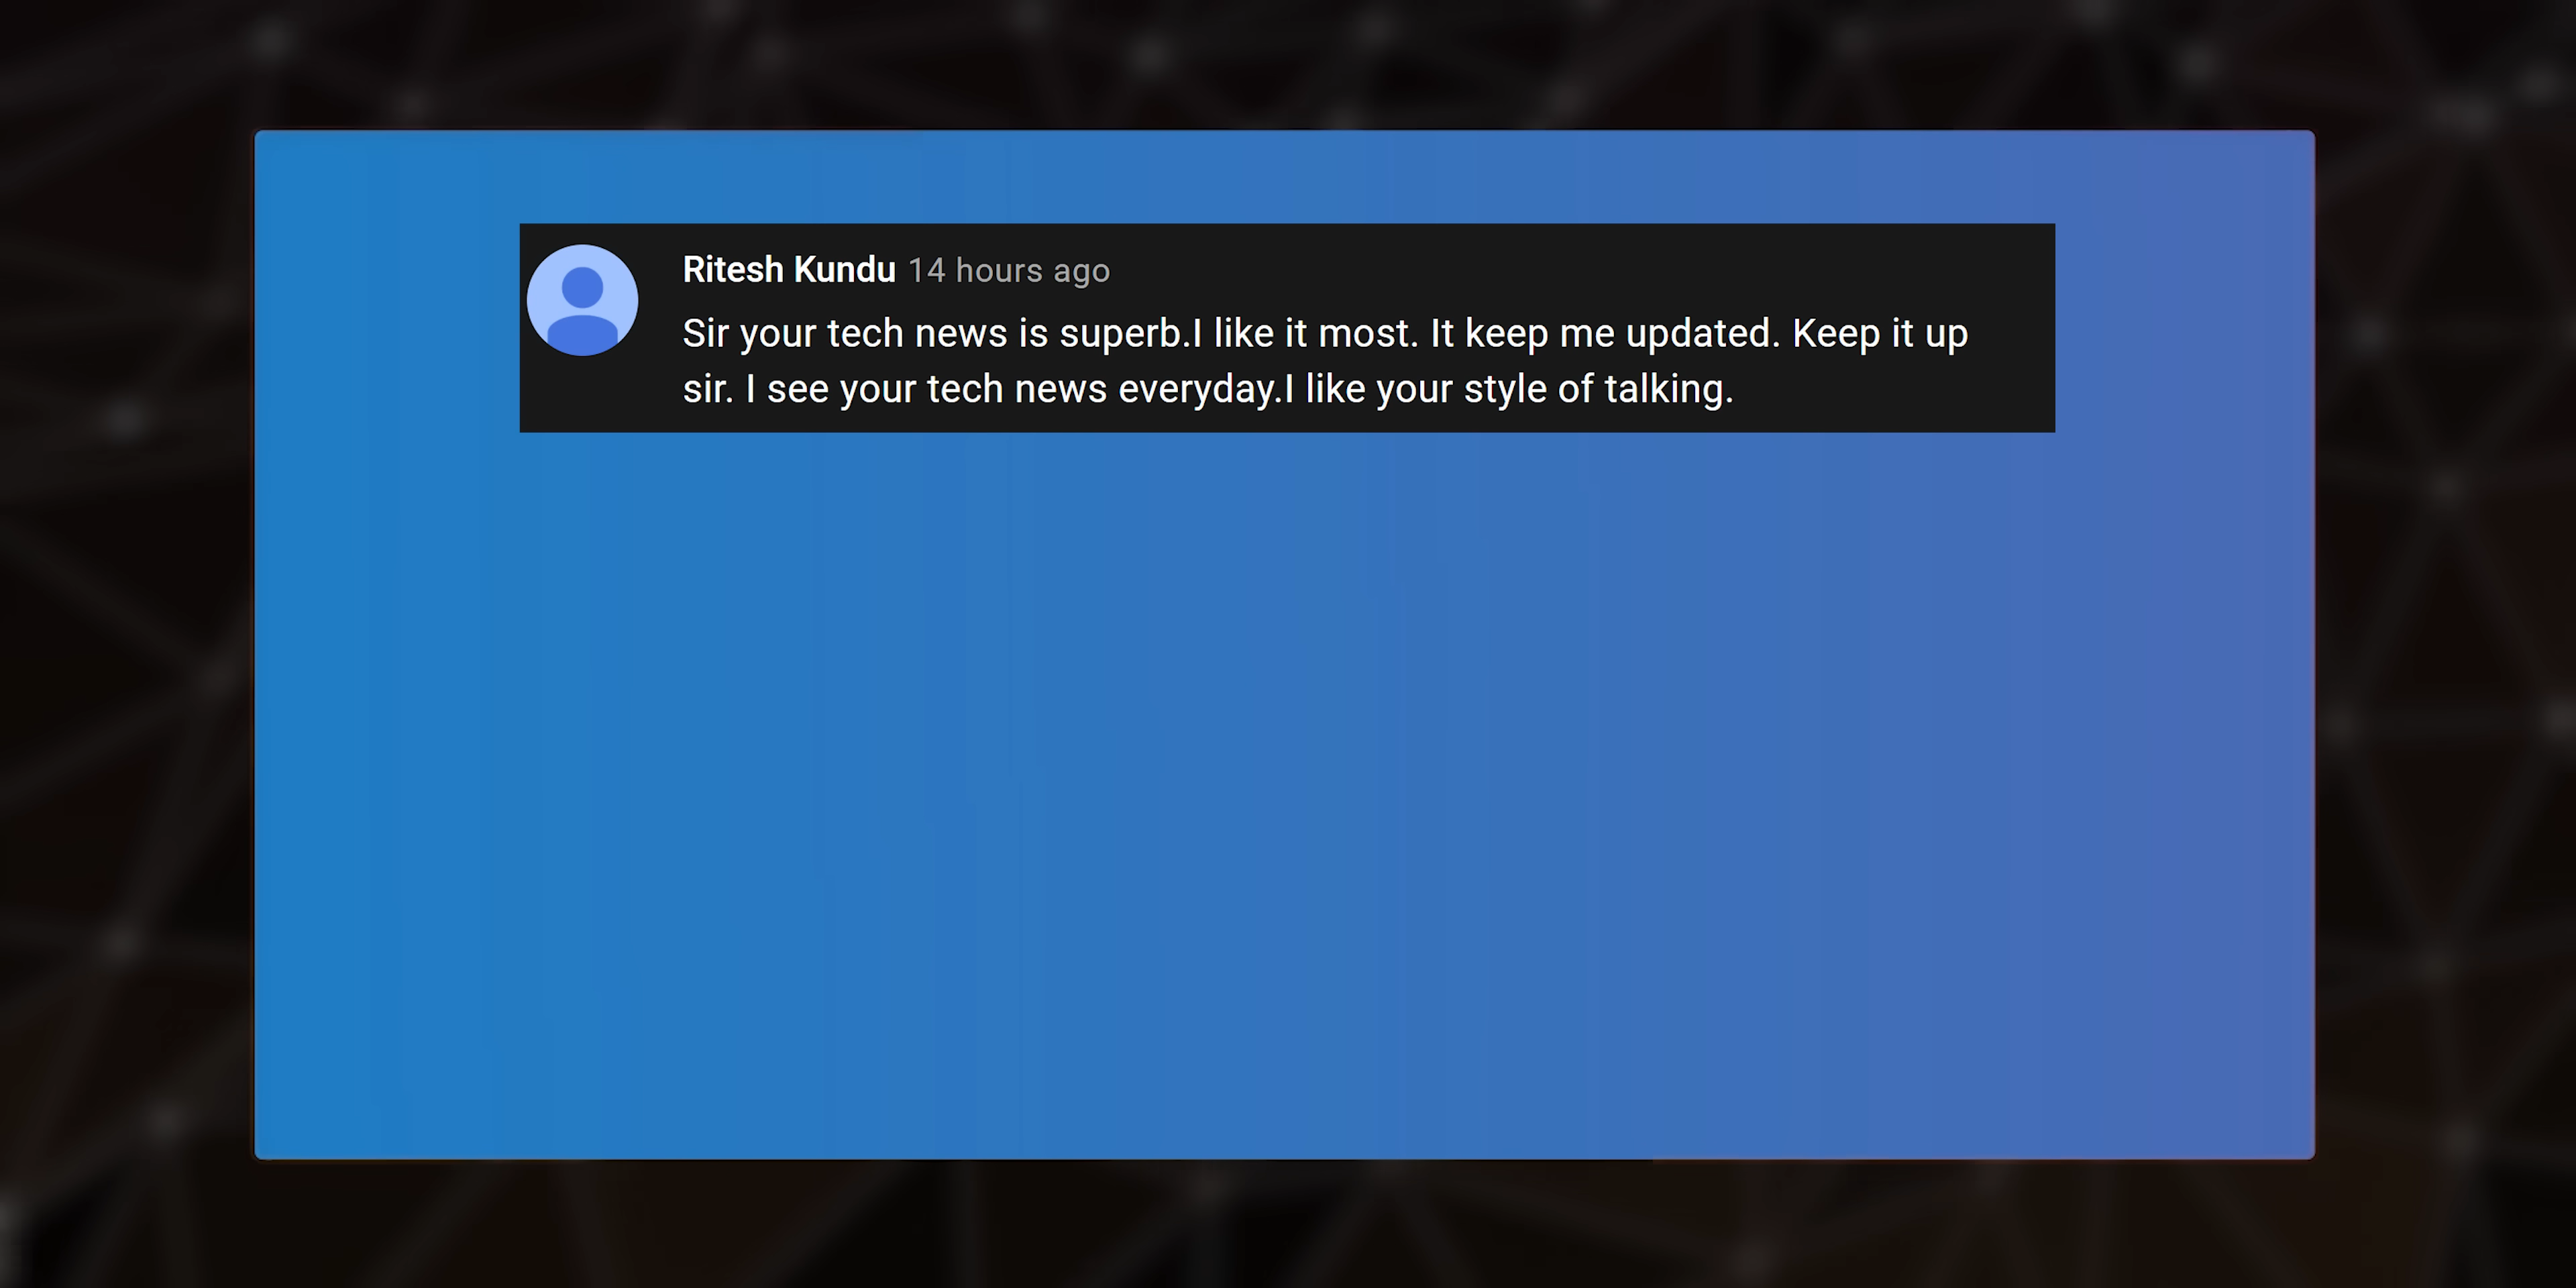 Ritesh Kundu 14 hours ago
Sir your tech news is superb.I like it most. It keep me updated. Keep it up
sir. I see your tech news everyday.I like your style of talking.